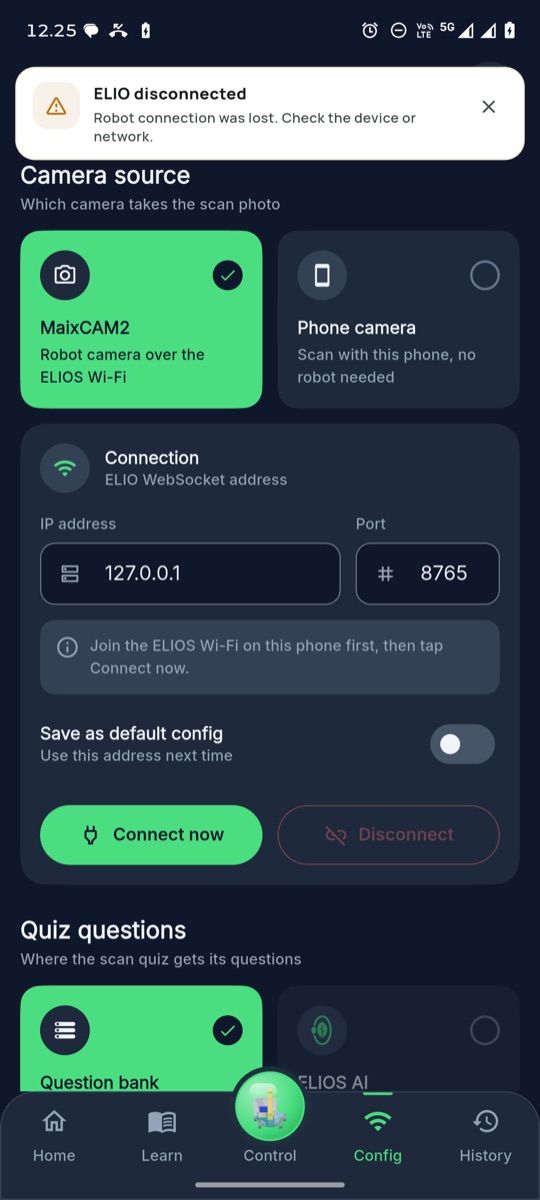 12.25
Vo))
LTE
5G
ELIO disconnected
Robot connection was lost. Check the device or
network.
Camera source
Which camera takes the scan photo
MaixCAM2
Robot camera over the
ELIOS Wi-Fi
Phone camera
Scan with this phone, no
robot needed
Connection
ELIO WebSocket address
IP address
Port
127.0.0.1
# 8765
Join the ELIOS Wi-Fi on this phone first, then tap
Connect now.
Save as default config
Use this address next time
Connect now
Disconnect
Quiz questions
Where the scan quiz gets its questions
Question bank
ELIOS AI
Home
Learn
Control
Config
History